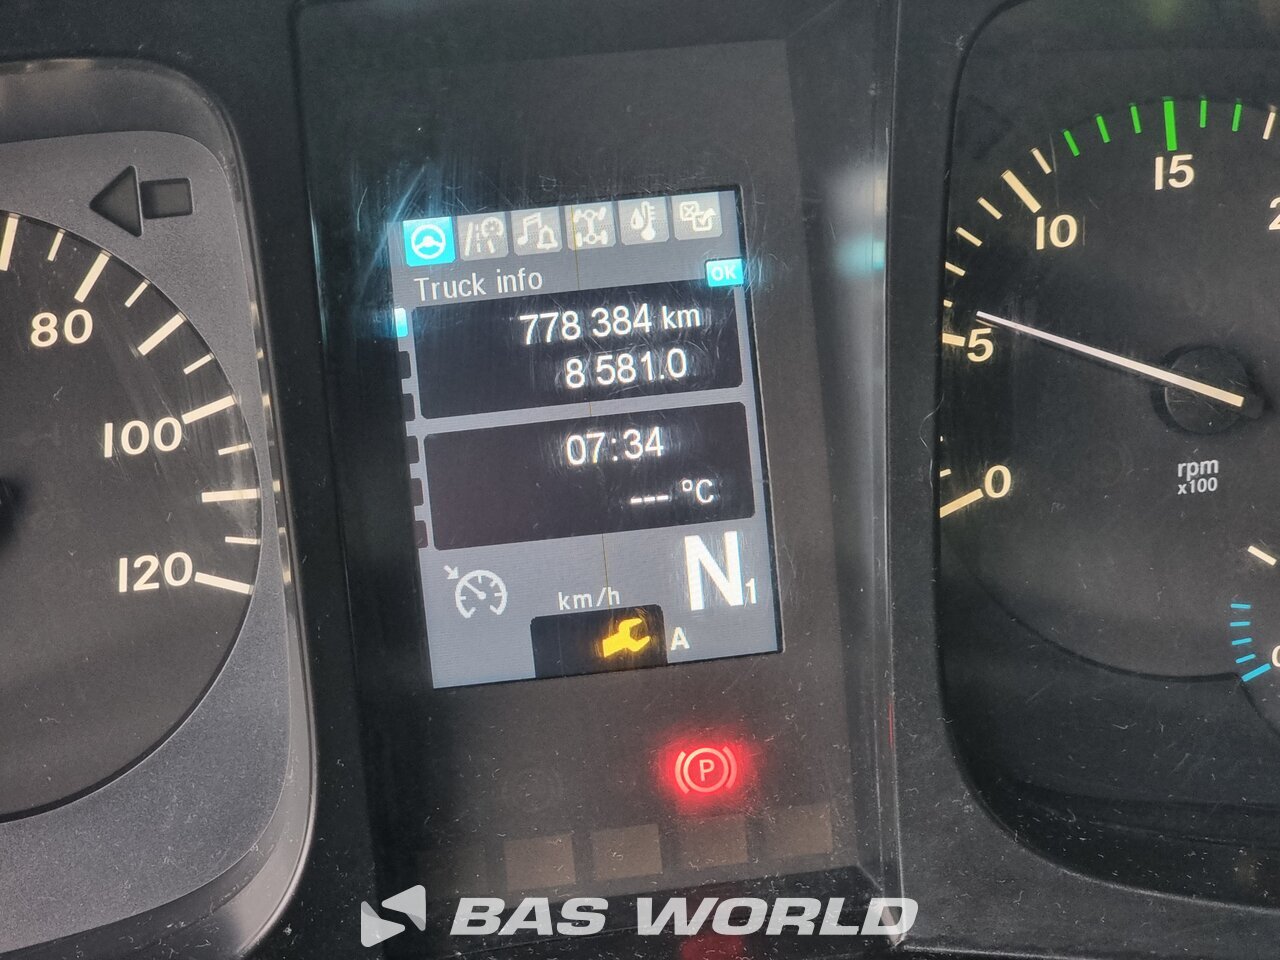 OK
Truck info
778 384 km
8 581.0
07:34
--- °C
N1
km/h
A
P
80
100
120
15
10
5
0
rpm
x100
BAS WORLD